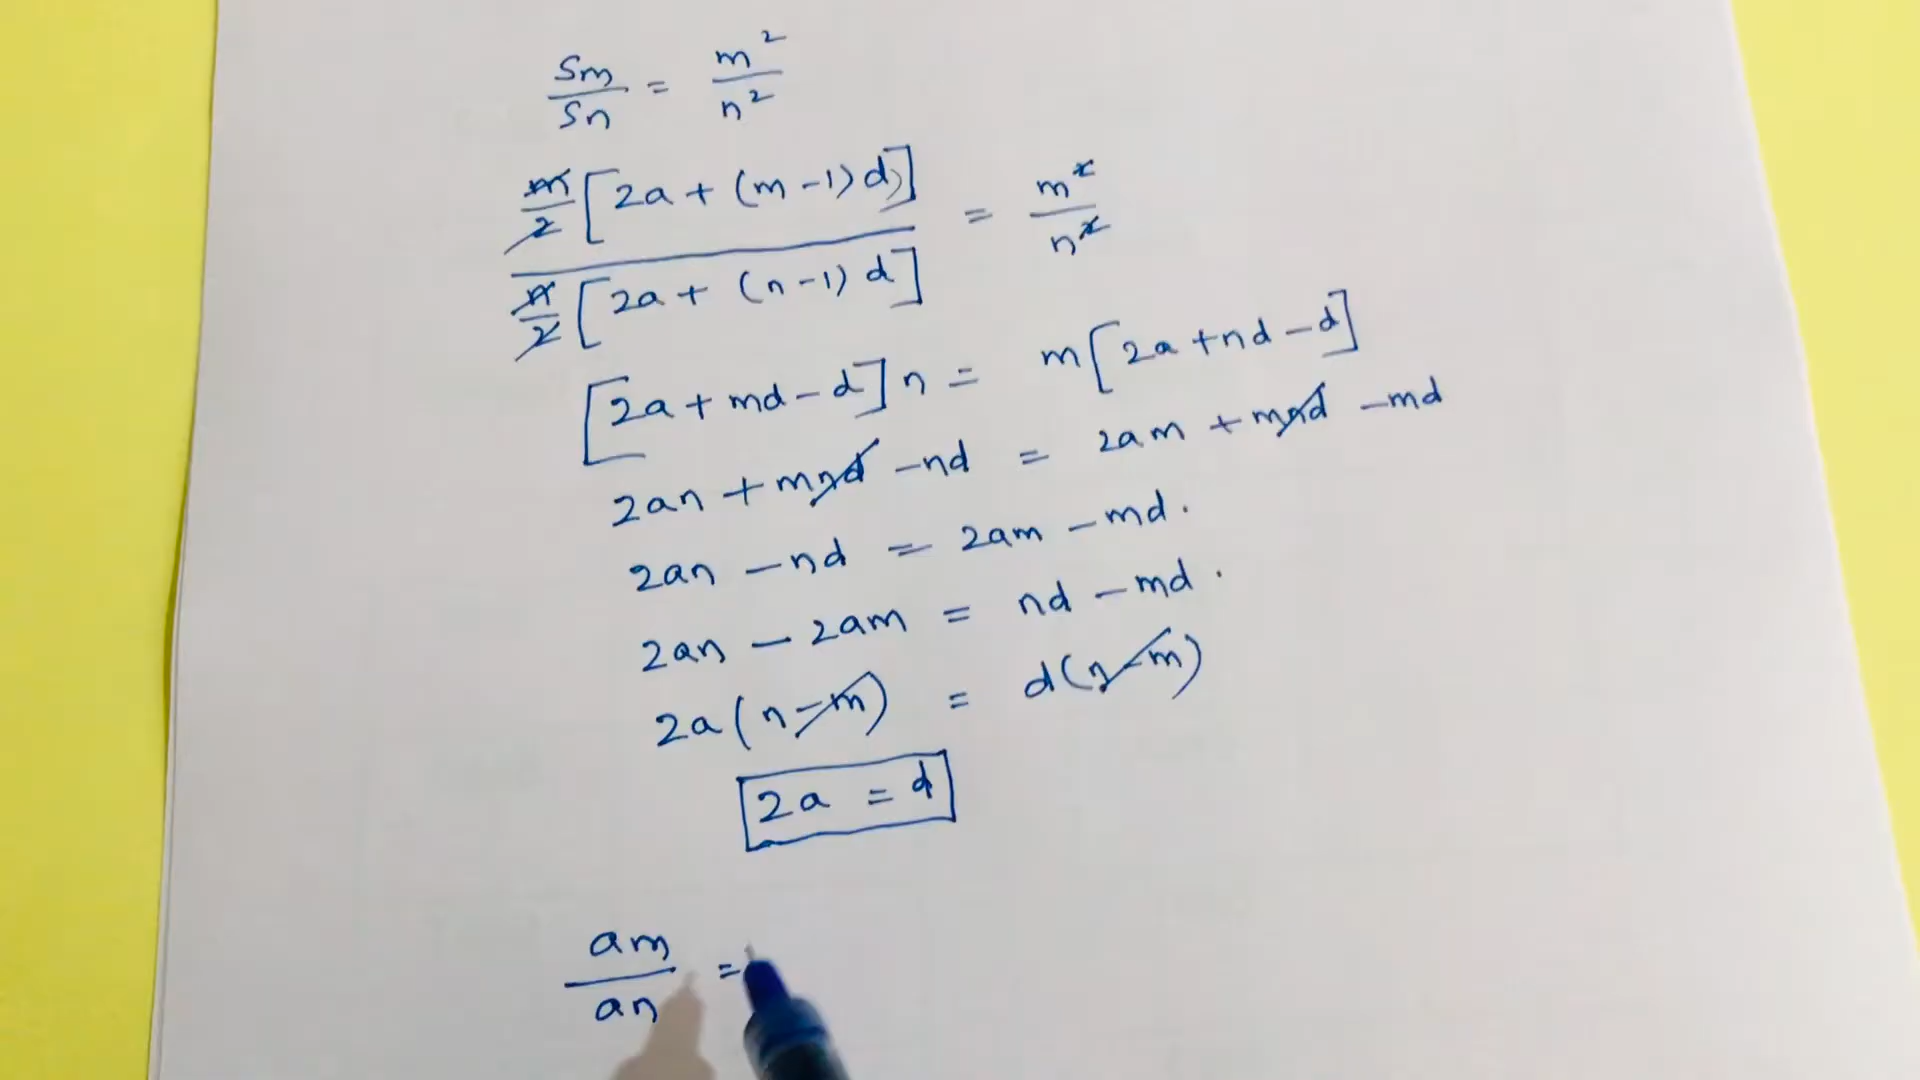 Sm/Sn = m²/n²
m/2 [2a + (m-1)d] / n/2 [2a + (n-1)d] = m²/n²
[2a + md - d] n = m[2a + nd - d]
2an + mnd - nd = 2am + mnd - md
2an - nd = 2am - md.
2an - 2am = nd - md.
2a(n-m) = d(n-m)
2a = d
am/an =